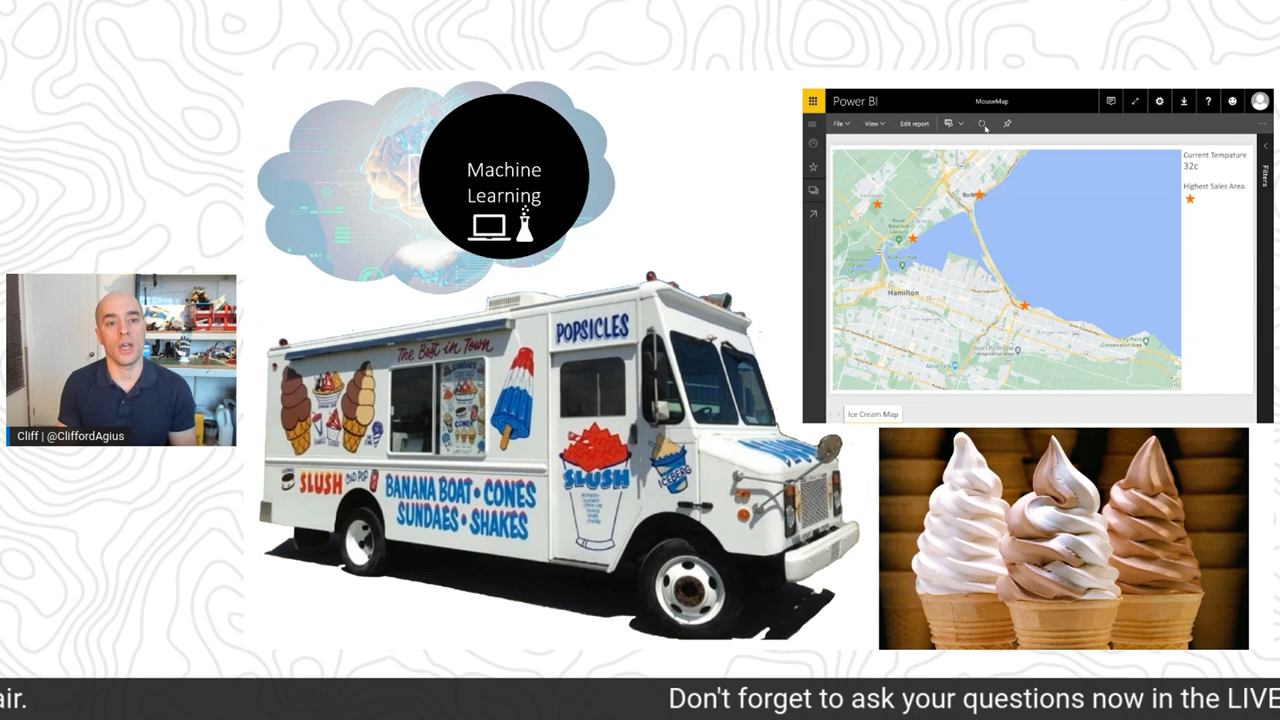 Machine
Learning
The Best in Town
POPSICLES
SLUSH
BANANA BOAT • CONES
SUNDAES • SHAKES
SLUSH
ICEBERG
Cliff | @CliffordAgius
Power BI
MouseMap
File
View
Edit report
Current Tempature
32c
Highest Sales Area
Filters
Hamilton
Ice Cream Map
air.
Don't forget to ask your questions now in the LIVE